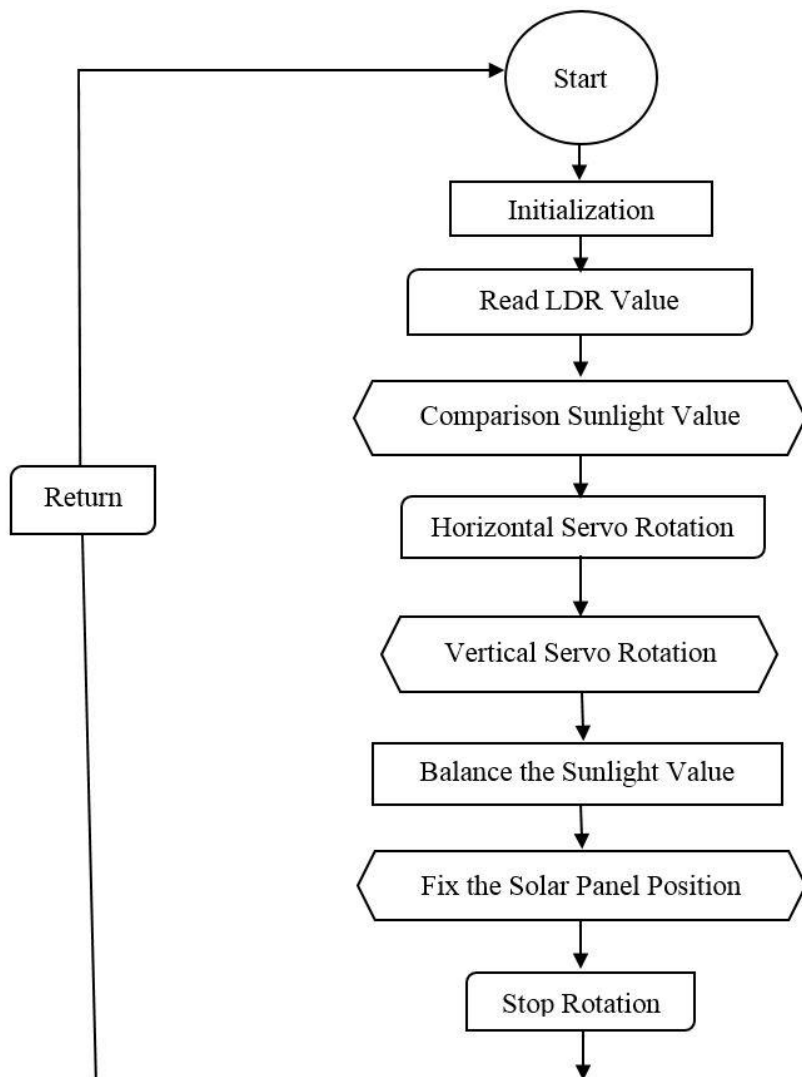 Start
Initialization
Read LDR Value
Comparison Sunlight Value
Return
Horizontal Servo Rotation
Vertical Servo Rotation
Balance the Sunlight Value
Fix the Solar Panel Position
Stop Rotation